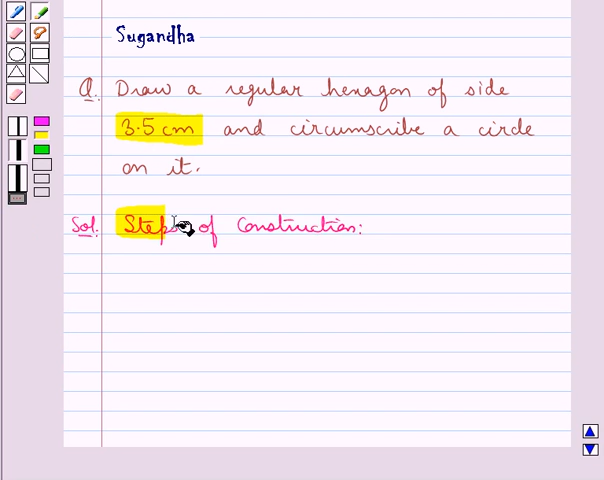 Sugandha
Q. Draw a regular hexagon of side
3.5 cm and circumscribe a circle
on it.
Sol. Steps of Construction: